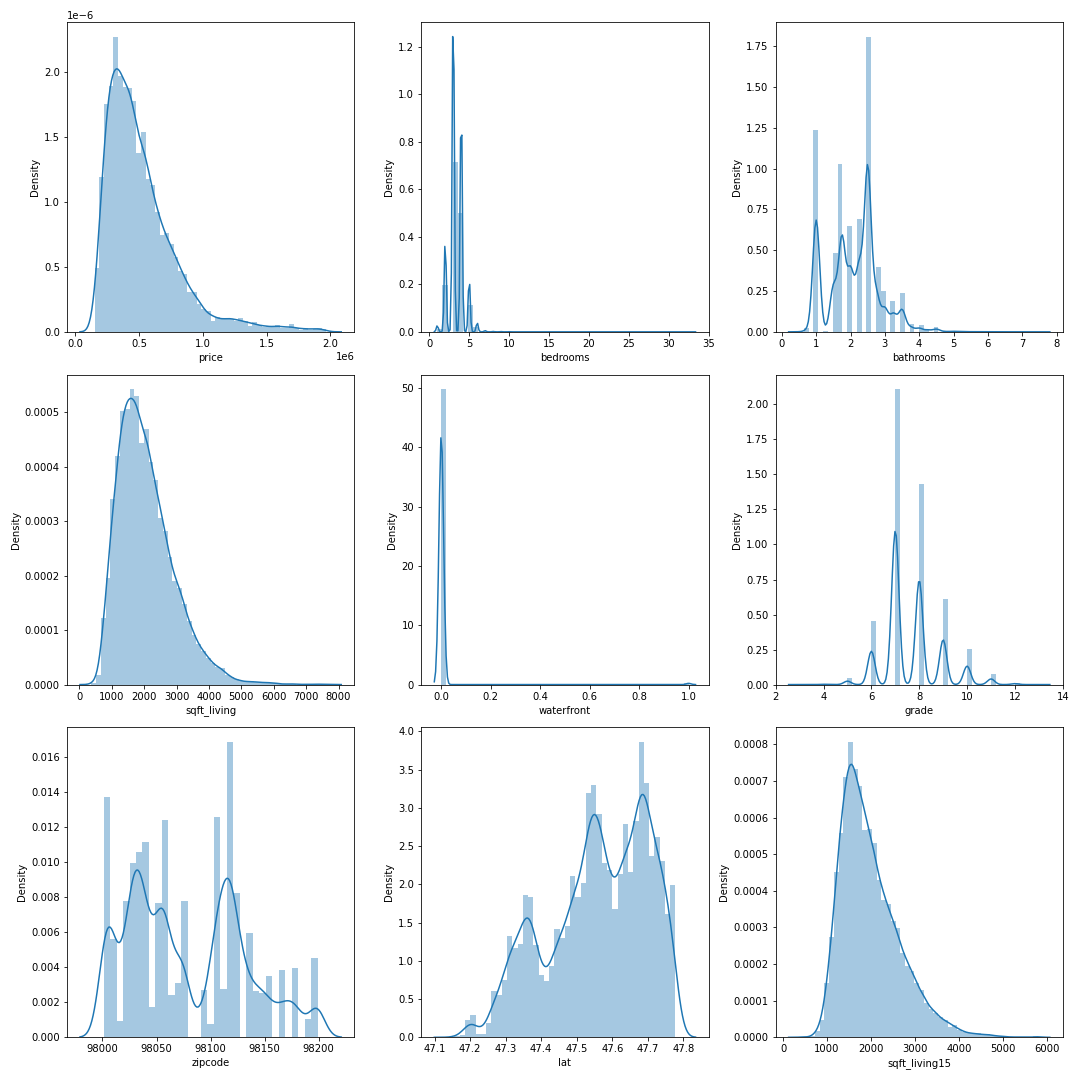 1e−6
2.0
1.5
1.0
0.5
0.0
Density
0.0 0.5 1.0 1.5 2.0
price
1e6
1.2
1.0
0.8
0.6
0.4
0.2
0.0
Density
0 5 10 15 20 25 30 35
bedrooms
1.75
1.50
1.25
1.00
0.75
0.50
0.25
0.00
Density
0 1 2 3 4 5 6 7 8
bathrooms
0.0005
0.0004
0.0003
0.0002
0.0001
0.0000
Density
0 1000 2000 3000 4000 5000 6000 7000 8000
sqft_living
50
40
30
20
10
0
Density
0.0 0.2 0.4 0.6 0.8 1.0
waterfront
2.00
1.75
1.50
1.25
1.00
0.75
0.50
0.25
0.00
Density
2 4 6 8 10 12 14
grade
0.016
0.014
0.012
0.010
0.008
0.006
0.004
0.002
0.000
Density
98000 98050 98100 98150 98200
zipcode
4.0
3.5
3.0
2.5
2.0
1.5
1.0
0.5
0.0
Density
47.1 47.2 47.3 47.4 47.5 47.6 47.7 47.8
lat
0.0008
0.0007
0.0006
0.0005
0.0004
0.0003
0.0002
0.0001
0.0000
Density
0 1000 2000 3000 4000 5000 6000
sqft_living15